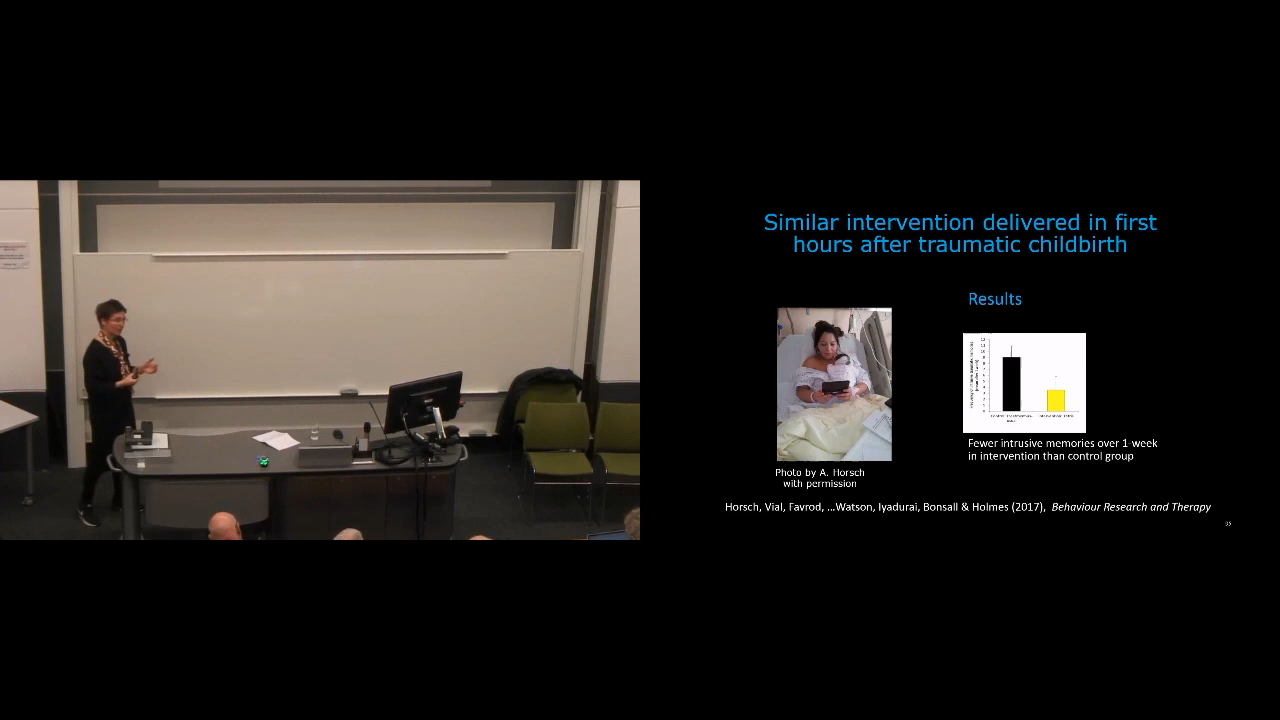 Similar intervention delivered in first
hours after traumatic childbirth
Results
Fewer intrusive memories over 1 week
in intervention than control group
Photo by A. Horsch
with permission
Horsch, Vial, Favrod, ...Watson, Iyadurai, Bonsall & Holmes (2017), Behaviour Research and Therapy